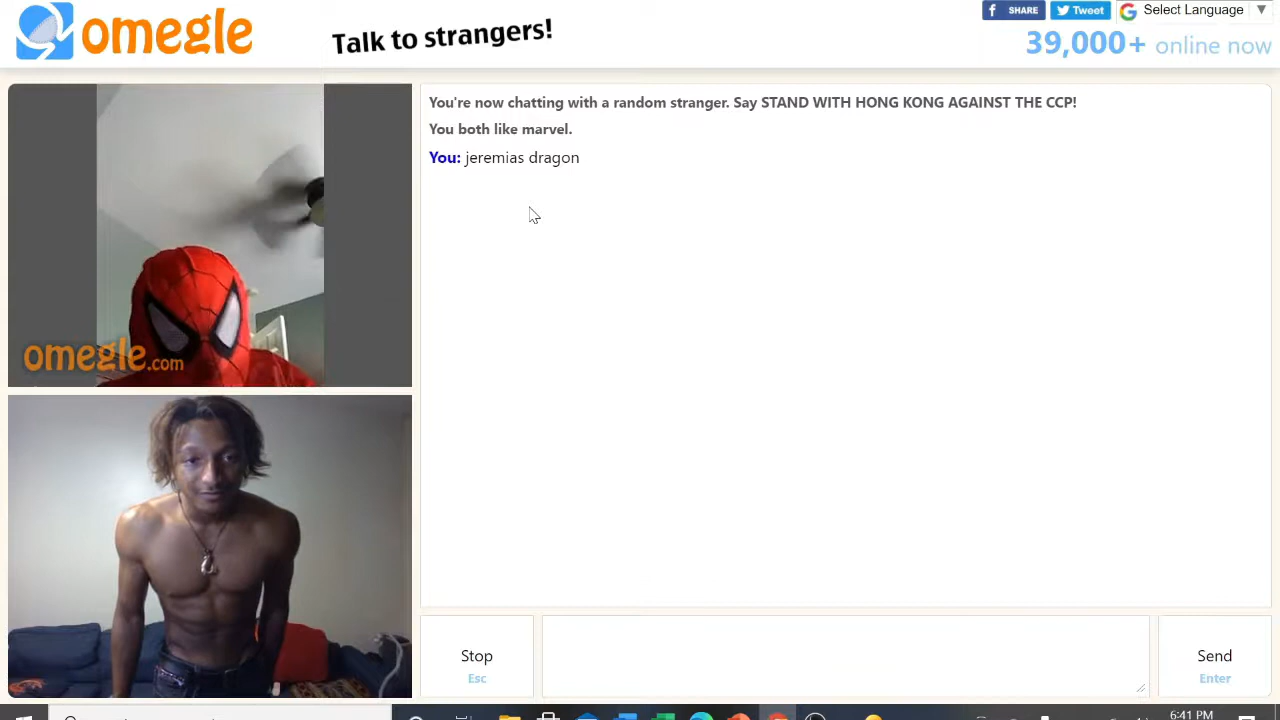 omegle
Talk to strangers!
SHARE
Tweet
Select Language
39,000+ online now
omegle.com
You're now chatting with a random stranger. Say STAND WITH HONG KONG AGAINST THE CCP!
You both like marvel.
You: jeremias dragon
Stop
Esc
Send
Enter
6:41 PM